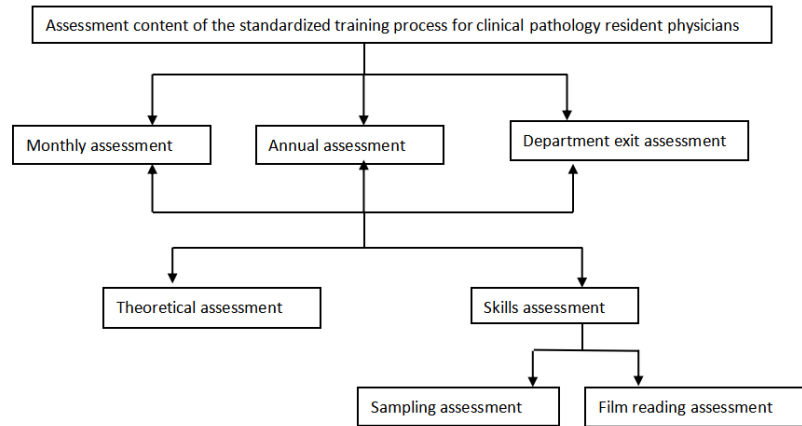 Assessment content of the standardized training process for clinical pathology resident physicians
Monthly assessment
Annual assessment
Department exit assessment
Theoretical assessment
Skills assessment
Sampling assessment
Film reading assessment